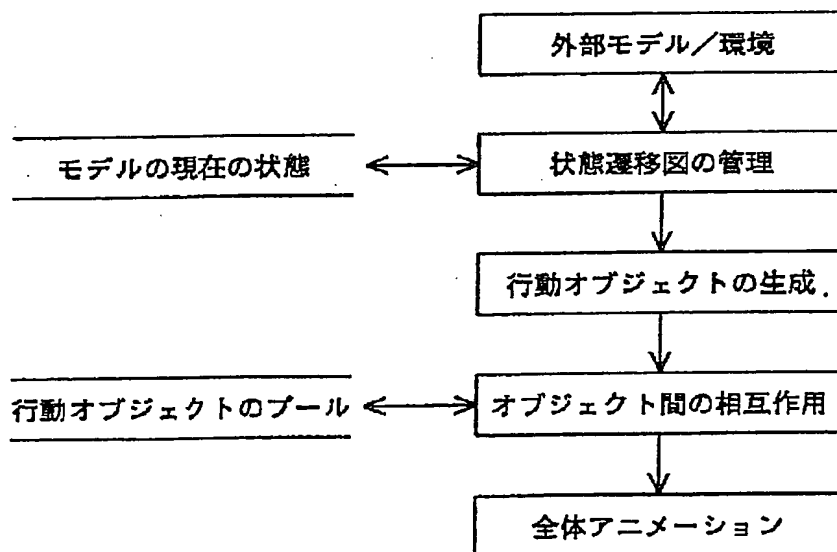 外部モデル/環境
モデルの現在の状態
状態遷移図の管理
行動オブジェクトの生成
行動オブジェクトのプール
オブジェクト間の相互作用
全体アニメーション